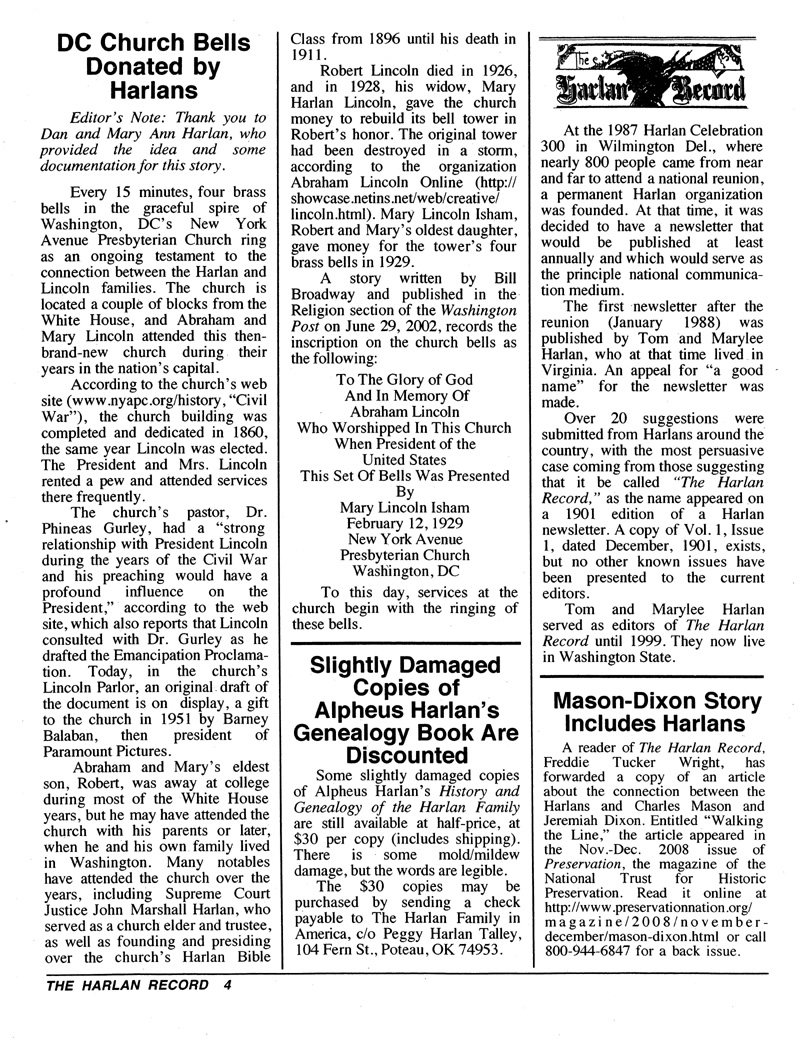 DC Church Bells
Donated by
Harlans
Editor's Note: Thank you to
Dan and Mary Ann Harlan, who
provided the idea and some
documentation for this story.
Every 15 minutes, four brass
bells in the graceful spire of
Washington, DC's New York
Avenue Presbyterian Church ring
as an ongoing testament to the
connection between the Harlan and
Lincoln families. The church is
located a couple of blocks from the
White House, and Abraham and
Mary Lincoln attended this then-
brand-new church during their
years in the nation's capital.
According to the church's web
site (www.nyapc.org/history, "Civil
War"), the church building was
completed and dedicated in 1860,
the same year Lincoln was elected.
The President and Mrs. Lincoln
rented a pew and attended services
there frequently.
The church's pastor, Dr.
Phineas Gurley, had a "strong
relationship with President Lincoln
during the years of the Civil War
and his preaching would have a
profound influence on the
President," according to the web
site, which also reports that Lincoln
consulted with Dr. Gurley as he
drafted the Emancipation Proclama-
tion. Today, in the church's
Lincoln Parlor, an original draft of
the document is on display, a gift
to the church in 1951 by Barney
Balaban, then president of
Paramount Pictures.
Abraham and Mary's eldest
son, Robert, was away at college
during most of the White House
years, but he may have attended the
church with his parents or later,
when he and his own family lived
in Washington. Many notables
have attended the church over the
years, including Supreme Court
Justice John Marshall Harlan, who
served as a church elder and trustee,
as well as founding and presiding
over the church's Harlan Bible
Class from 1896 until his death in
1911.
Robert Lincoln died in 1926,
and in 1928, his widow, Mary
Harlan Lincoln, gave the church
money to rebuild its bell tower in
Robert's honor. The original tower
had been destroyed in a storm,
according to the organization
Abraham Lincoln Online (http://
showcase.netins.net/web/creative/
lincoln.html). Mary Lincoln Isham,
Robert and Mary's oldest daughter,
gave money for the tower's four
brass bells in 1929.
A story written by Bill
Broadway and published in the
Religion section of the Washington
Post on June 29, 2002, records the
inscription on the church bells as
the following:
To The Glory of God
And In Memory Of
Abraham Lincoln
Who Worshipped In This Church
When President of the
United States
This Set Of Bells Was Presented
By
Mary Lincoln Isham
February 12, 1929
New York Avenue
Presbyterian Church
Washington, DC
To this day, services at the
church begin with the ringing of
these bells.
Slightly Damaged
Copies of
Alpheus Harlan's
Genealogy Book Are
Discounted
Some slightly damaged copies
of Alpheus Harlan's History and
Genealogy of the Harlan Family
are still available at half-price, at
$30 per copy (includes shipping).
There is some mold/mildew
damage, but the words are legible.
The $30 copies may be
purchased by sending a check
payable to The Harlan Family in
America, c/o Peggy Harlan Talley,
104 Fern St., Poteau, OK 74953.
The
Harlan Record
At the 1987 Harlan Celebration
300 in Wilmington Del., where
nearly 800 people came from near
and far to attend a national reunion,
a permanent Harlan organization
was founded. At that time, it was
decided to have a newsletter that
would be published at least
annually and which would serve as
the principle national communica-
tion medium.
The first newsletter after the
reunion (January 1988) was
published by Tom and Marylee
Harlan, who at that time lived in
Virginia. An appeal for "a good
name" for the newsletter was
made.
Over 20 suggestions were
submitted from Harlans around the
country, with the most persuasive
case coming from those suggesting
that it be called "The Harlan
Record," as the name appeared on
a 1901 edition of a Harlan
newsletter. A copy of Vol. 1, Issue
1, dated December, 1901, exists,
but no other known issues have
been presented to the current
editors.
Tom and Marylee Harlan
served as editors of The Harlan
Record until 1999. They now live
in Washington State.
Mason-Dixon Story
Includes Harlans
A reader of The Harlan Record,
Freddie Tucker Wright, has
forwarded a copy of an article
about the connection between the
Harlans and Charles Mason and
Jeremiah Dixon. Entitled "Walking
the Line," the article appeared in
the Nov.-Dec. 2008 issue of
Preservation, the magazine of the
National Trust for Historic
Preservation. Read it online at
http://www.preservationnation.org/
magazine/2008/november-
december/mason-dixon.html or call
800-944-6847 for a back issue.
THE HARLAN RECORD 4